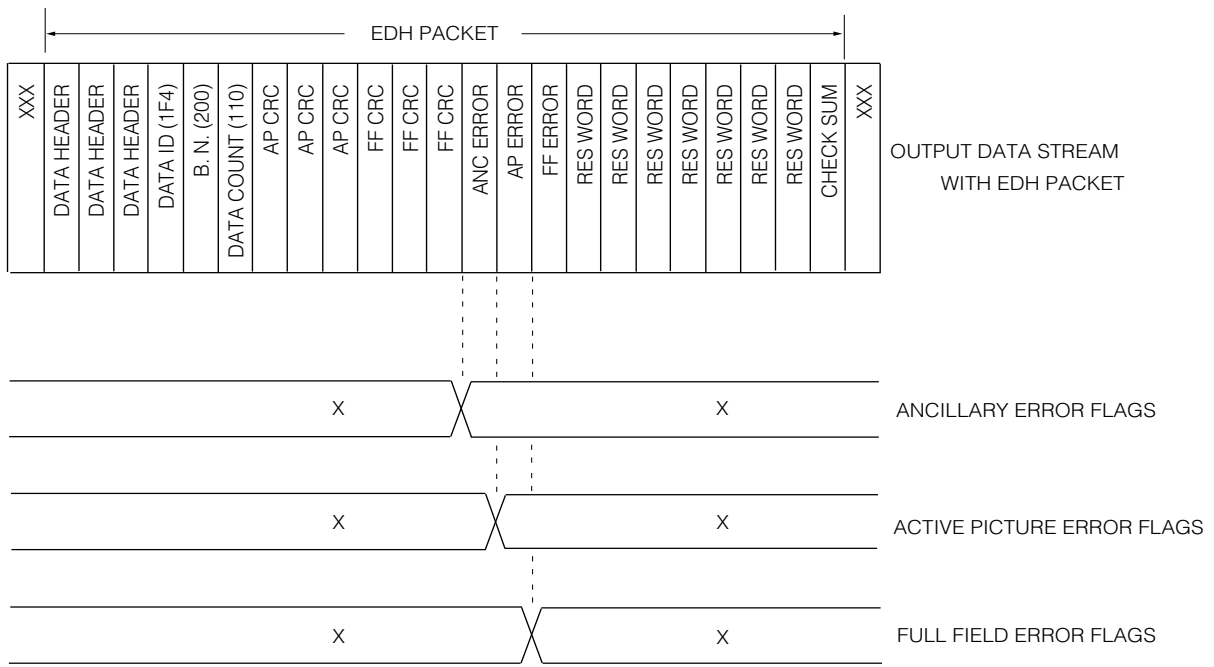 EDH PACKET
XXX
DATA HEADER
DATA HEADER
DATA HEADER
DATA ID (1F4)
B. N. (200)
DATA COUNT (110)
AP CRC
AP CRC
AP CRC
FF CRC
FF CRC
FF CRC
ANC ERROR
AP ERROR
FF ERROR
RES WORD
RES WORD
RES WORD
RES WORD
RES WORD
RES WORD
RES WORD
CHECK SUM
XXX
OUTPUT DATA STREAM
WITH EDH PACKET
X X ANCILLARY ERROR FLAGS
X X ACTIVE PICTURE ERROR FLAGS
X X FULL FIELD ERROR FLAGS